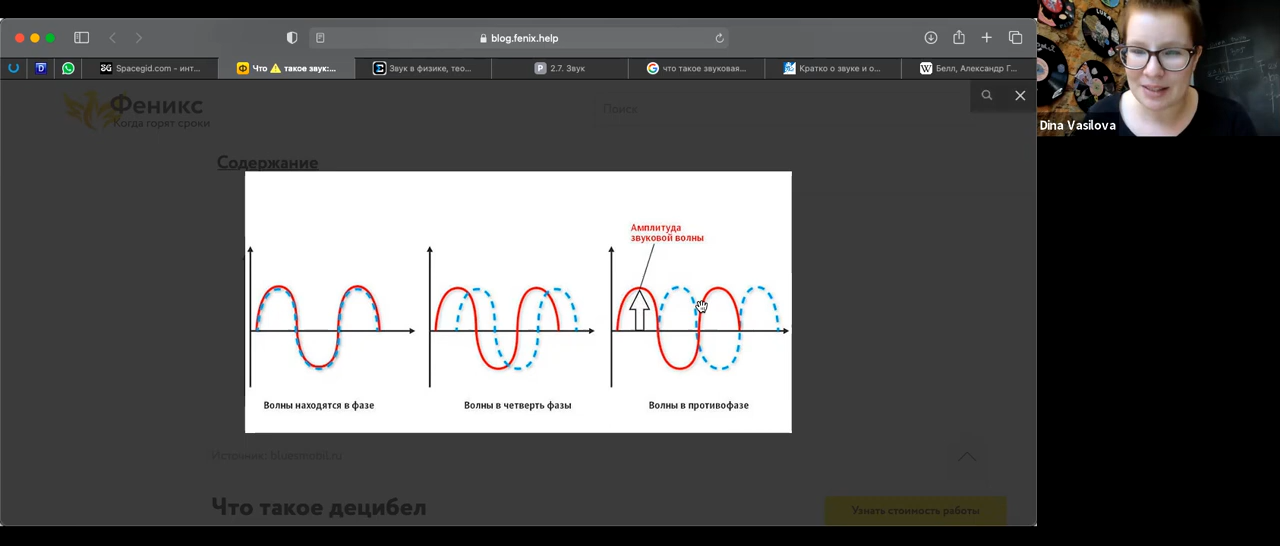 blog.fenix.help
Spacegid.com – инт...
Что ⚠️ такое звук:...
Звук в физике, тео...
2.7. Звук
что такое звуковая...
Кратко о звуке и о...
Белл, Александр Г...
Феникс
Когда горят сроки
Поиск
Содержание
Амплитуда
звуковой волны
Волны находятся в фазе
Волны в четверть фазы
Волны в противофазе
Источник: bluesmobil.ru
Что такое децибел
Узнать стоимость работы
Dina Vasilova